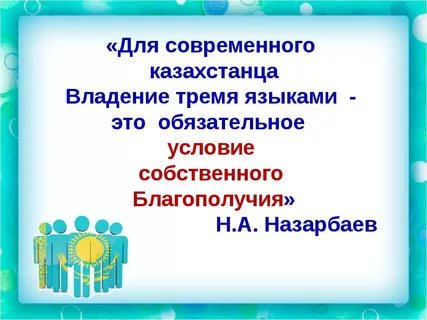 «Для современного
казахстанца
Владение тремя языками -
это обязательное
условие
собственного
Благополучия»
Н.А. Назарбаев